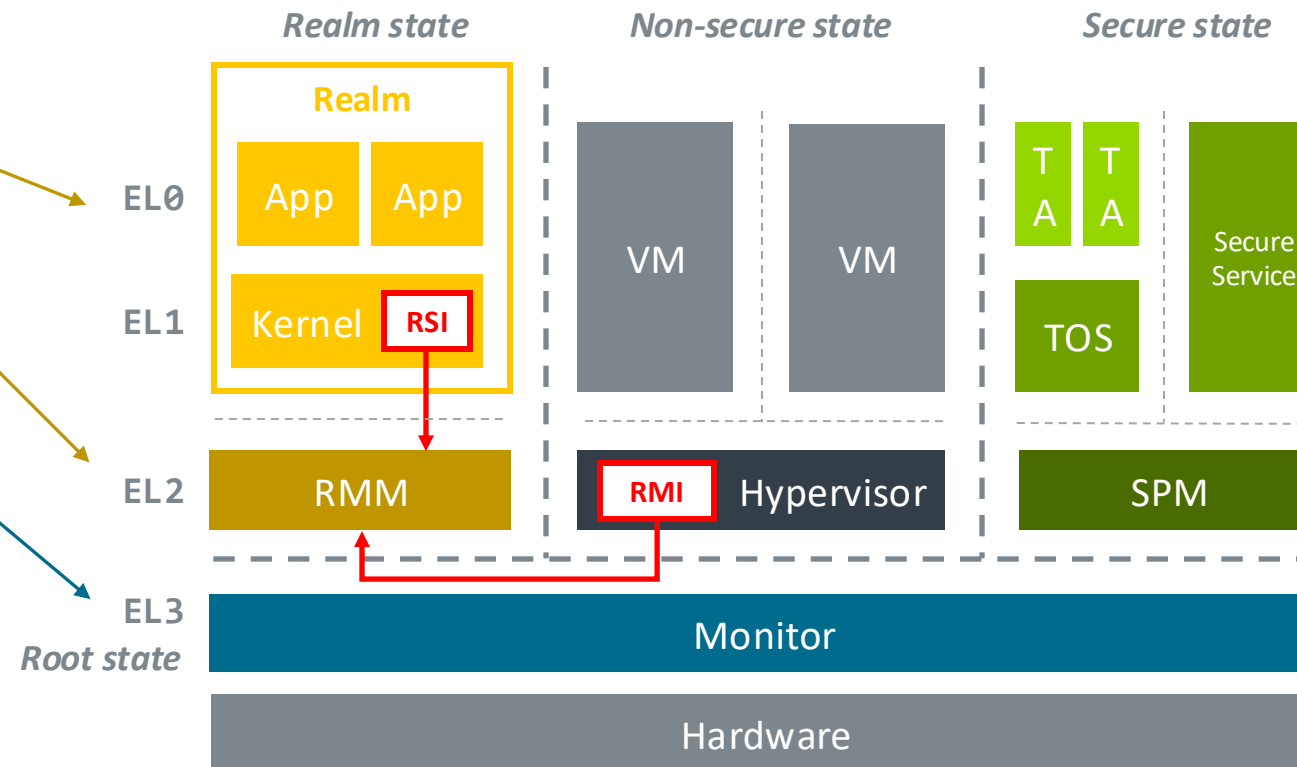 Realm state
Non-secure state
Secure state
Realm
EL0
App
App
VM
VM
T
A
T
A
Secure
Service
EL1
Kernel
RSI
TOS
EL2
RMM
RMI
Hypervisor
SPM
EL3
Root state
Monitor
Hardware